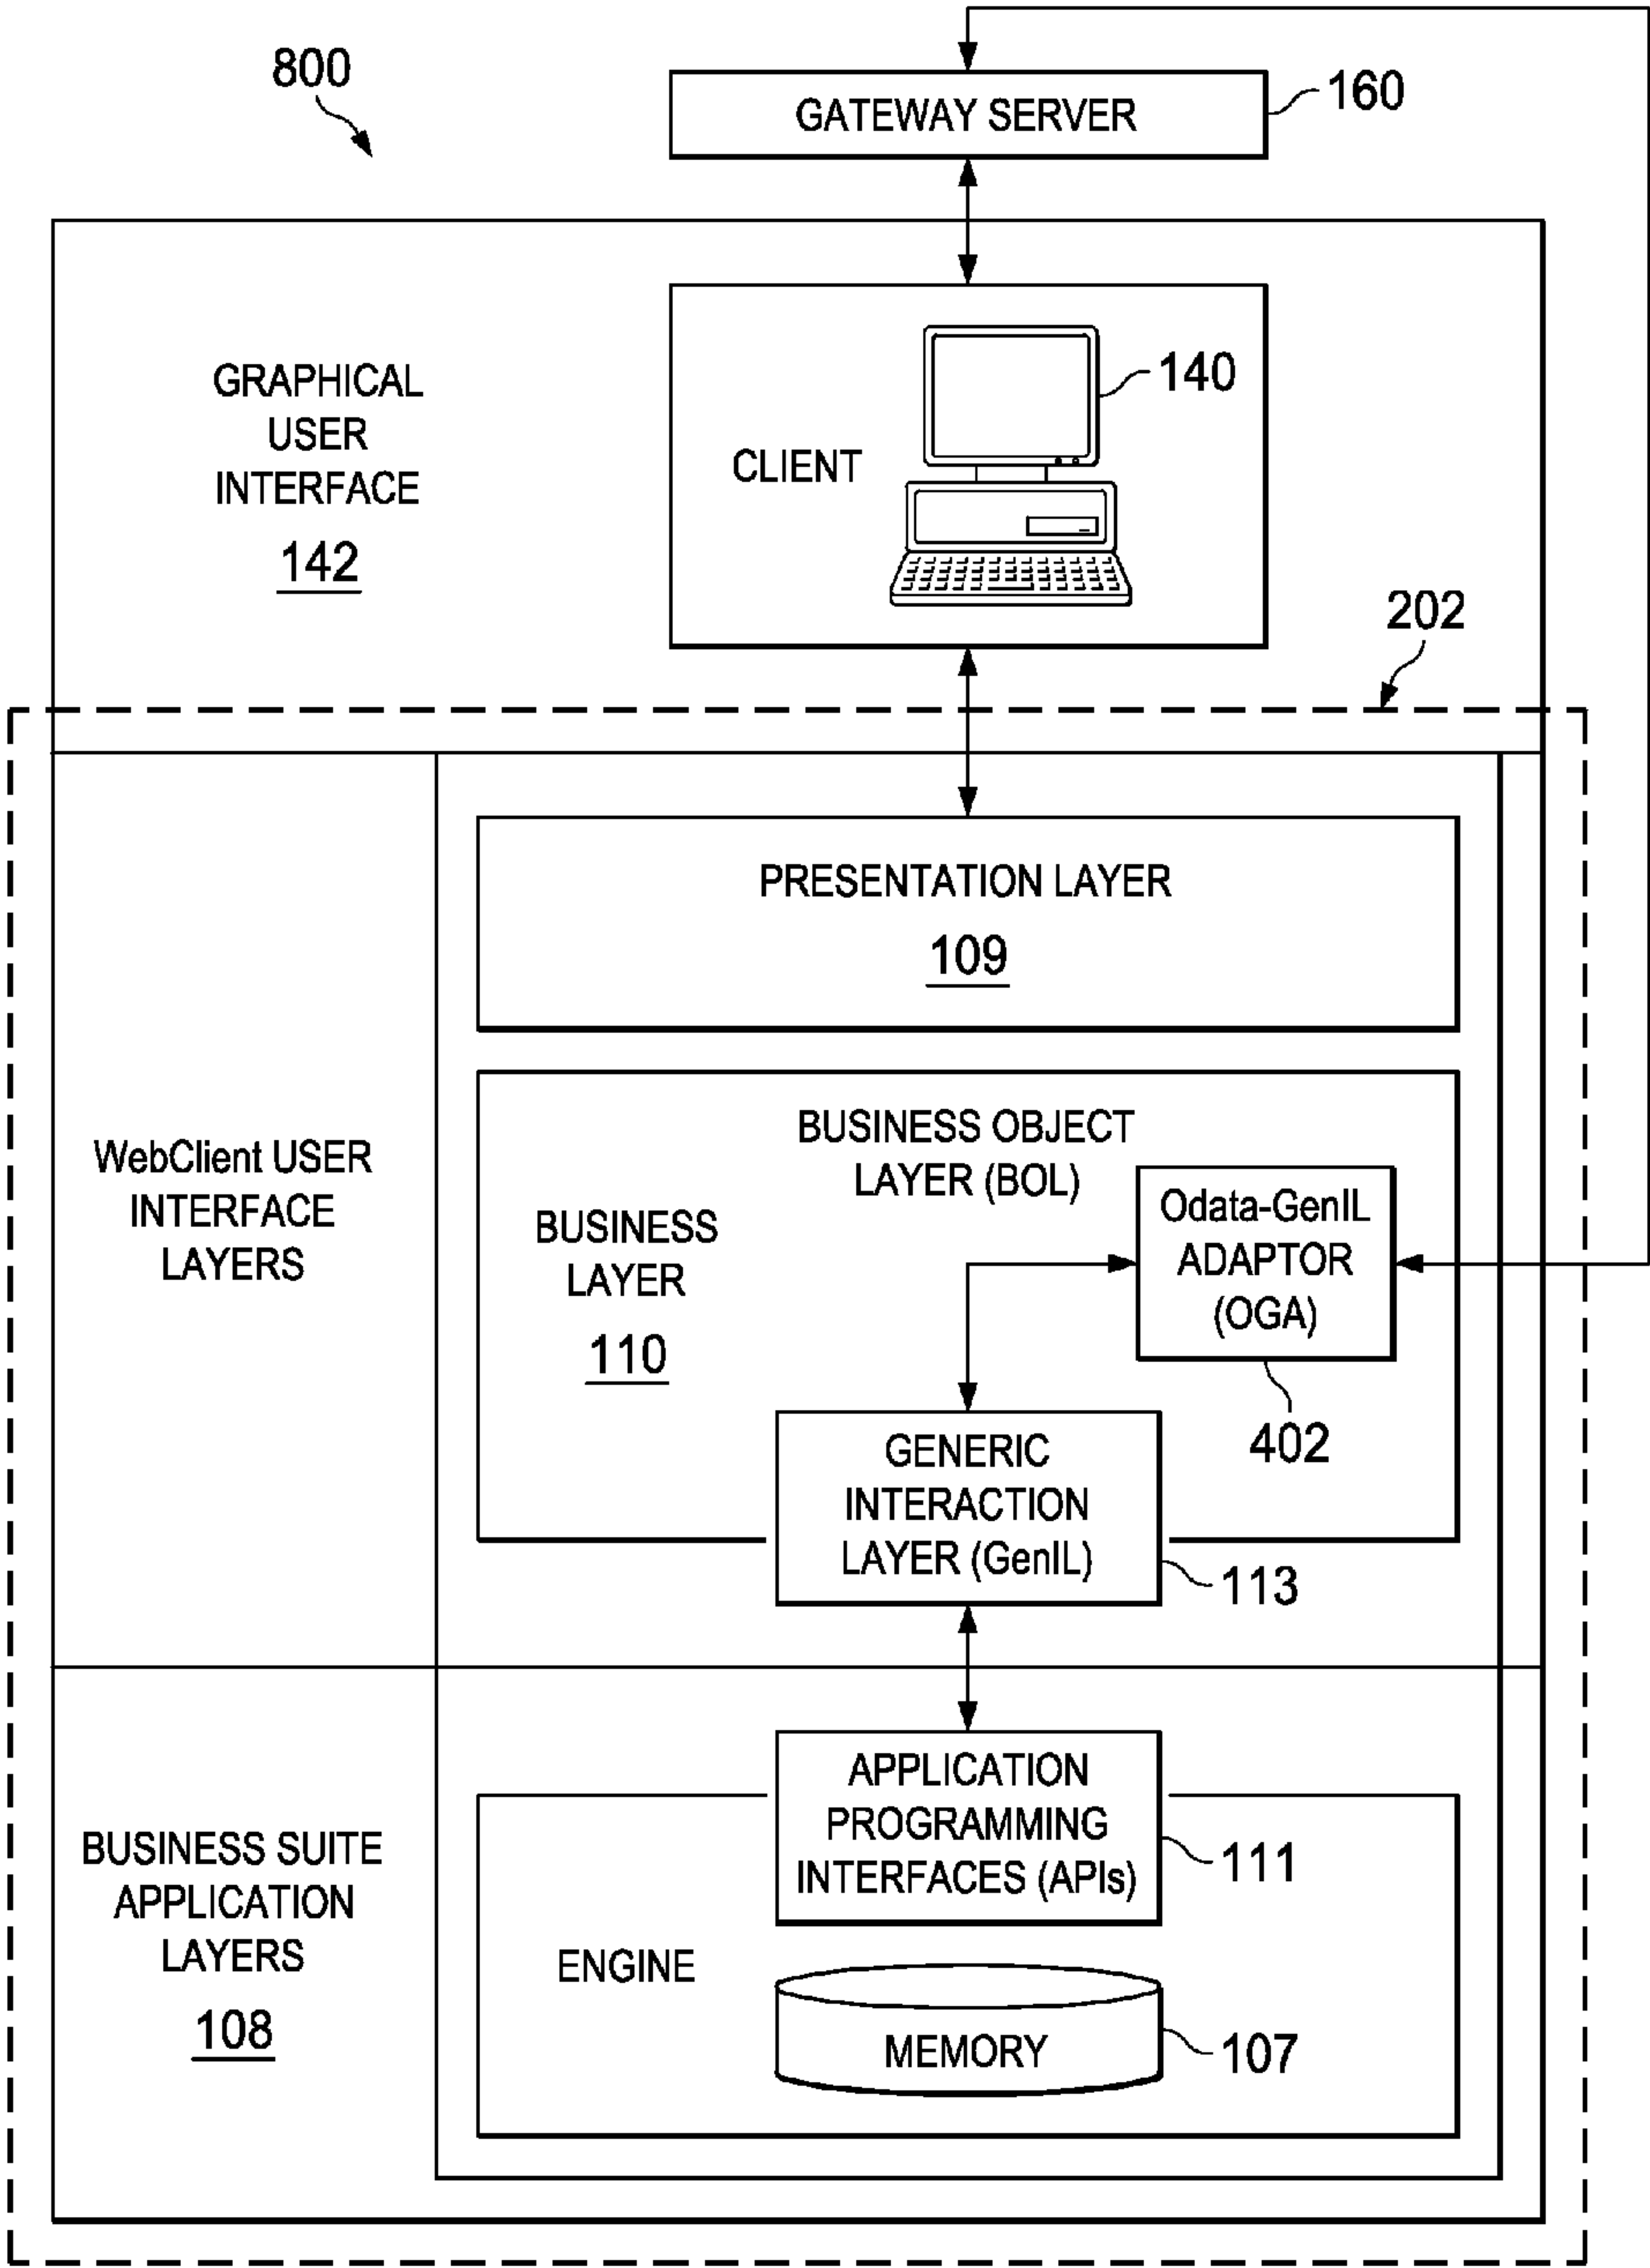 800
GATEWAY SERVER
160
GRAPHICAL
USER
INTERFACE
142
CLIENT
140
202
PRESENTATION LAYER
109
WebClient USER
INTERFACE
LAYERS
BUSINESS OBJECT
LAYER (BOL)
BUSINESS
LAYER
110
Odata-GenIL
ADAPTOR
(OGA)
402
GENERIC
INTERACTION
LAYER (GenIL)
113
BUSINESS SUITE
APPLICATION
LAYERS
108
APPLICATION
PROGRAMMING
INTERFACES (APIs)
111
ENGINE
MEMORY
107